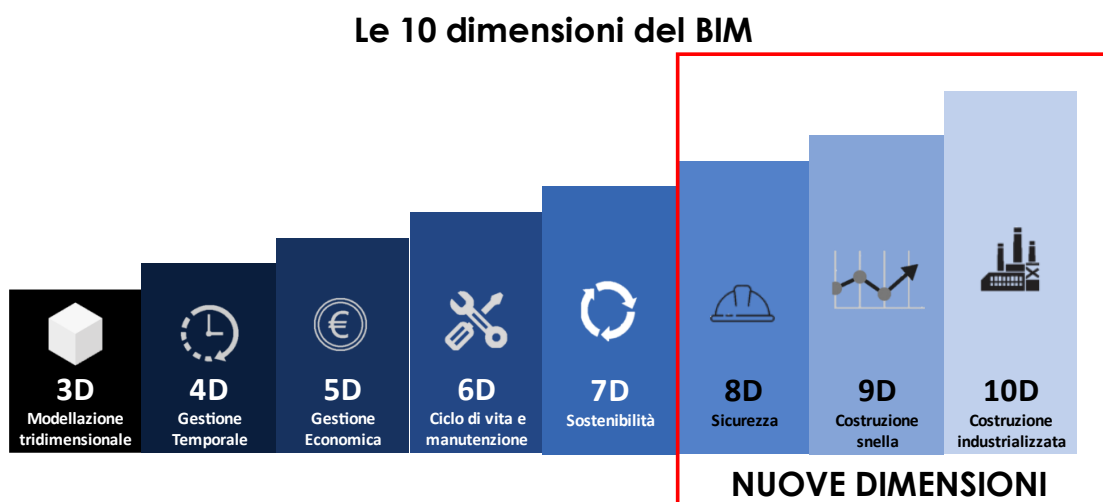 Le 10 dimensioni del BIM
3D
Modellazione
tridimensionale
4D
Gestione
Temporale
€
5D
Gestione
Economica
6D
Ciclo di vita e
manutenzione
7D
Sostenibilità
8D
Sicurezza
9D
Costruzione
snella
10D
Costruzione
industrializzata
NUOVE DIMENSIONI